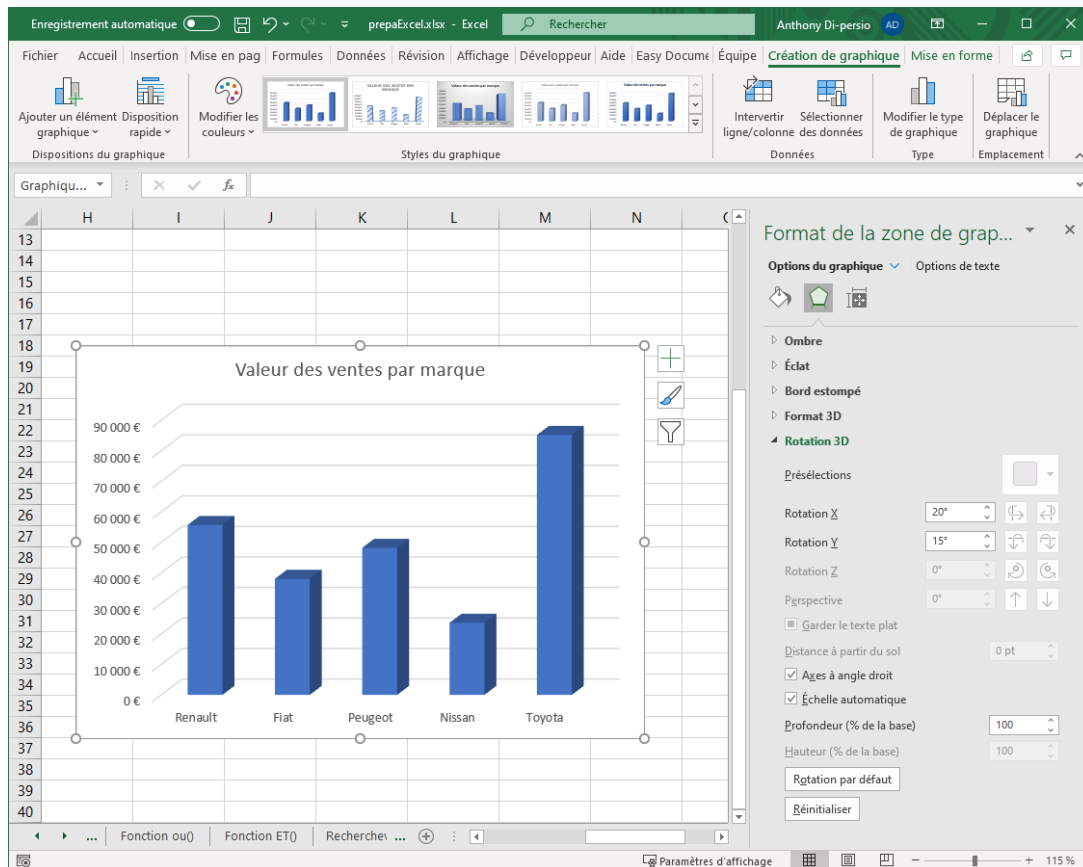 Enregistrement automatique prepaExcel.xlsx - Excel Rechercher Anthony Di-persio AD
Fichier Accueil Insertion Mise en pag Formules Données Révision Affichage Développeur Aide Easy Docume Équipe Création de graphique Mise en forme
Ajouter un élément graphique
Disposition rapide
Modifier les couleurs
Intervertir ligne/colonne
Sélectionner des données
Modifier le type de graphique
Déplacer le graphique
Dispositions du graphique Styles du graphique Données Type Emplacement
Graphiqu... fx
H I J K L M N
13
14
15
16
17
18
19
20
21
22
23
24
25
26
27
28
29
30
31
32
33
34
35
36
37
38
39
40
Valeur des ventes par marque
90 000 €
80 000 €
70 000 €
60 000 €
50 000 €
40 000 €
30 000 €
20 000 €
10 000 €
0 €
Renault Fiat Peugeot Nissan Toyota
Format de la zone de grap...
Options du graphique Options de texte
Ombre
Éclat
Bord estompé
Format 3D
Rotation 3D
Présélections
Rotation X 20°
Rotation Y 15°
Rotation Z 0°
Perspective 0°
Garder le texte plat
Distance à partir du sol 0 pt
Axes à angle droit
Échelle automatique
Profondeur (% de la base) 100
Hauteur (% de la base) 100
Rotation par défaut
Réinitialiser
... Fonction ou() Fonction ET() Recherchev ...
Paramètres d'affichage 115 %